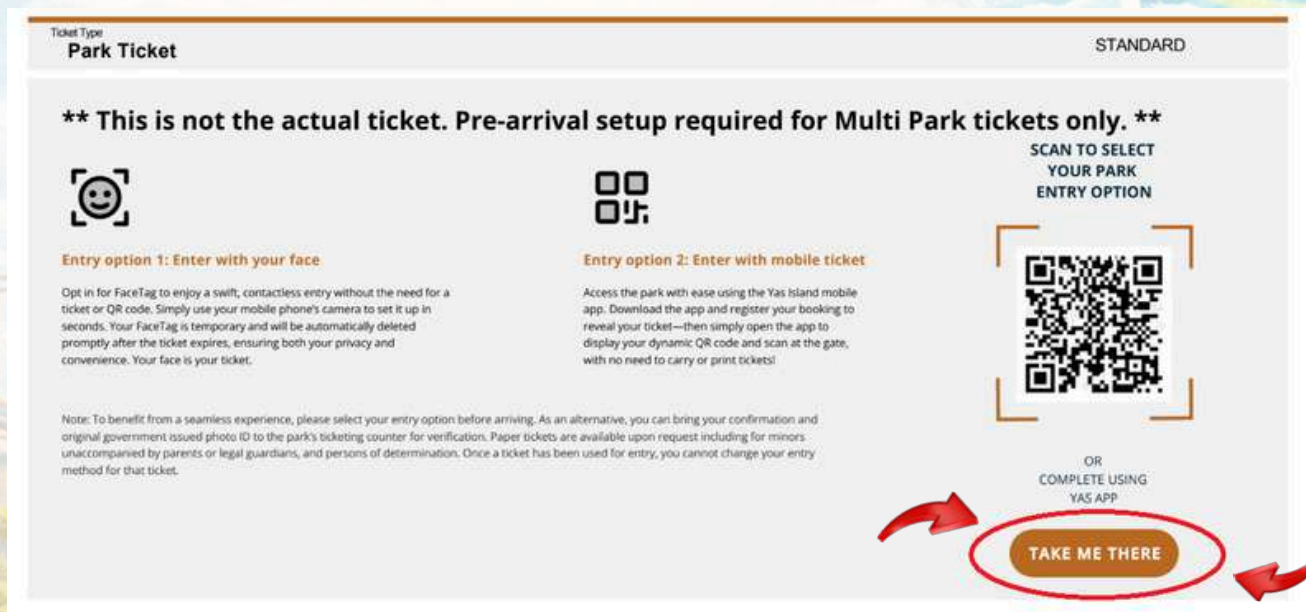 Ticket Type
Park Ticket
STANDARD
** This is not the actual ticket. Pre-arrival setup required for Multi Park tickets only. **
SCAN TO SELECT
YOUR PARK
ENTRY OPTION
Entry option 1: Enter with your face
Opt in for FaceTag to enjoy a swift, contactless entry without the need for a
ticket or QR code. Simply use your mobile phone's camera to set it up in
seconds. Your FaceTag is temporary and will be automatically deleted
promptly after the ticket expires, ensuring both your privacy and
convenience. Your face is your ticket.
Entry option 2: Enter with mobile ticket
Access the park with ease using the Yas Island mobile
app. Download the app and register your booking to
reveal your ticket—then simply open the app to
display your dynamic QR code and scan at the gate,
with no need to carry or print tickets!
Note: To benefit from a seamless experience, please select your entry option before arriving. As an alternative, you can bring your confirmation and
original government issued photo ID to the park's ticketing counter for verification. Paper tickets are available upon request including for minors
unaccompanied by parents or legal guardians, and persons of determination. Once a ticket has been used for entry, you cannot change your entry
method for that ticket.
OR
COMPLETE USING
YAS APP
TAKE ME THERE